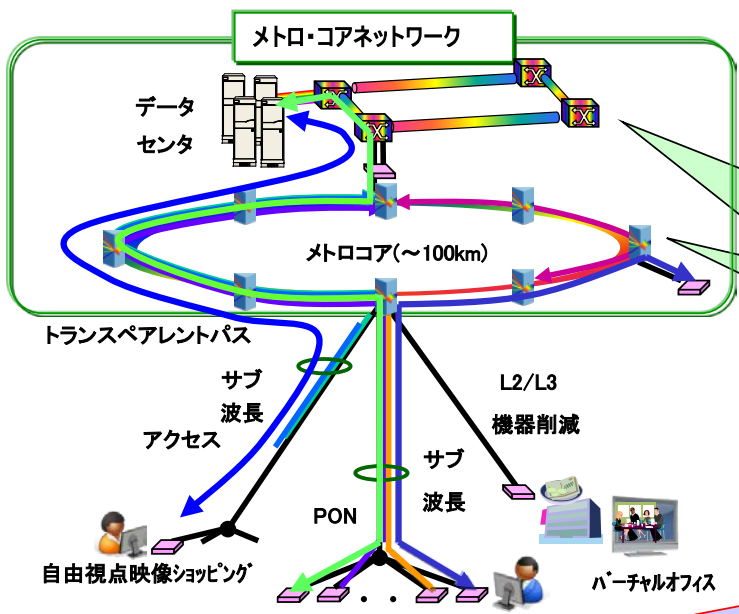 メトロ・コアネットワーク
データ
センタ
メトロコア(～100km)
トランスペアレントパス
サブ
波長
アクセス
L2/L3
機器削減
サブ
波長
PON
自由視点映像ショッピング
バーチャルオフィス
・・